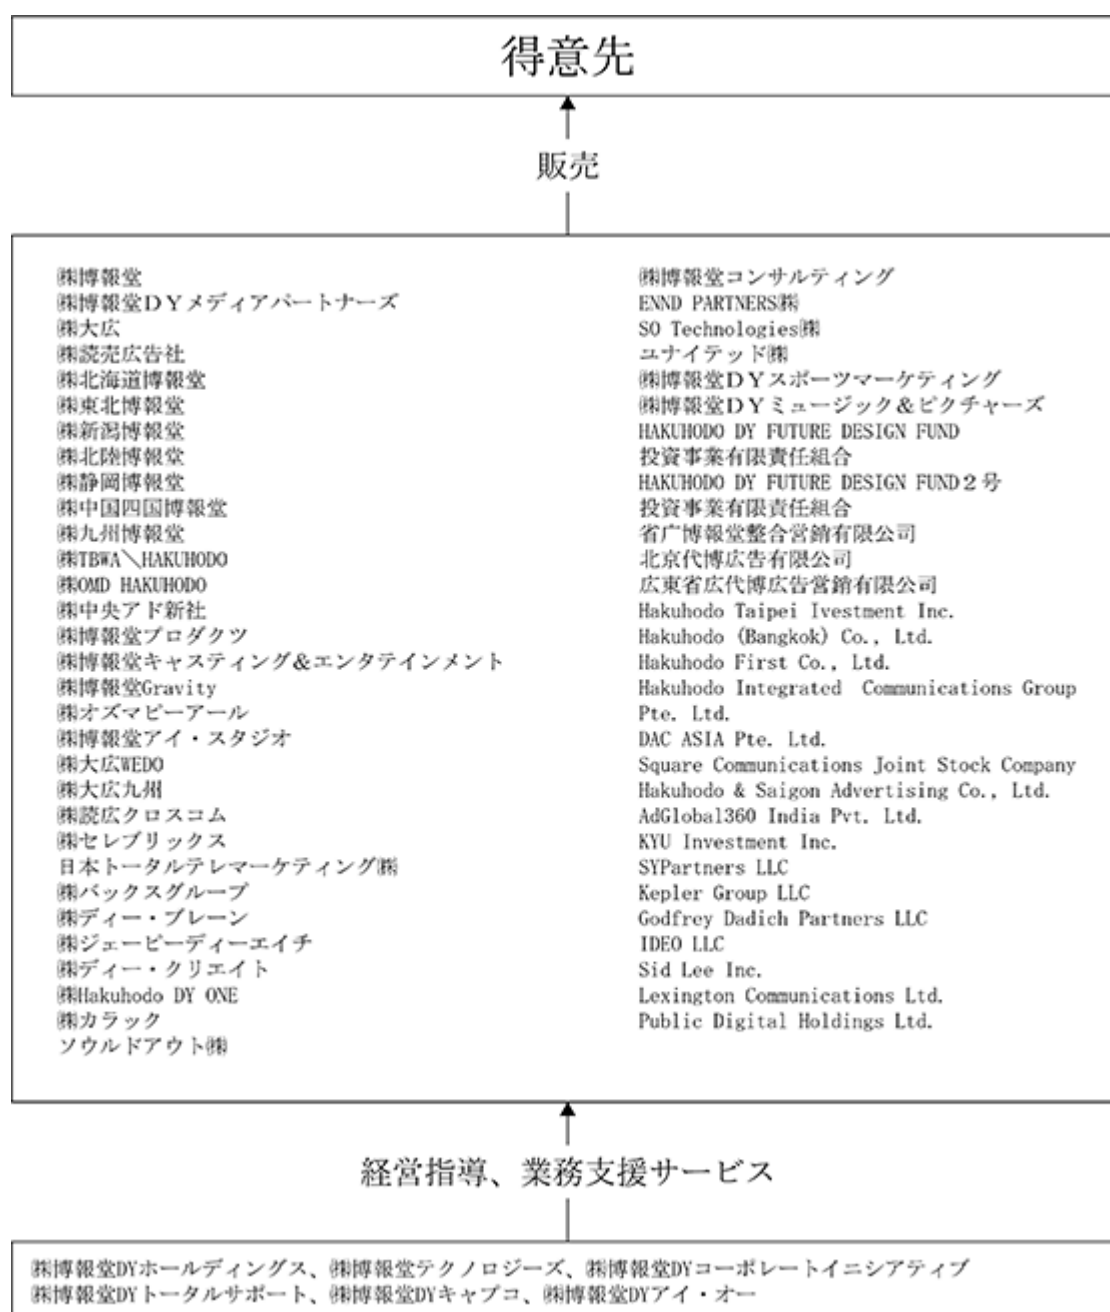 得意先
販売
㈱博報堂
㈱博報堂ＤＹメディアパートナーズ
㈱大広
㈱読売広告社
㈱北海道博報堂
㈱東北博報堂
㈱新潟博報堂
㈱北陸博報堂
㈱静岡博報堂
㈱中国四国博報堂
㈱九州博報堂
㈱TBWA＼HAKUHODO
㈱OMD HAKUHODO
㈱中央アド新社
㈱博報堂プロダクツ
㈱博報堂キャスティング＆エンタテインメント
㈱博報堂Gravity
㈱オズマピーアール
㈱博報堂アイ・スタジオ
㈱大広WEDO
㈱大広九州
㈱読広クロスコム
㈱セレブリックス
日本トータルテレマーケティング㈱
㈱バックスグループ
㈱ディー・ブレーン
㈱ジェーピーディーエイチ
㈱ディー・クリエイト
㈱Hakuhodo DY ONE
㈱カラック
ソウルドアウト㈱
㈱博報堂コンサルティング
ENND PARTNERS㈱
SO Technologies㈱
ユナイテッド㈱
㈱博報堂ＤＹスポーツマーケティング
㈱博報堂ＤＹミュージック＆ピクチャーズ
HAKUHODO DY FUTURE DESIGN FUND
投資事業有限責任組合
HAKUHODO DY FUTURE DESIGN FUND２号
投資事業有限責任組合
省广博報堂整合営銷有限公司
北京代博広告有限公司
広東省広代博広告営銷有限公司
Hakuhodo Taipei Ivestment Inc.
Hakuhodo (Bangkok) Co., Ltd.
Hakuhodo First Co., Ltd.
Hakuhodo Integrated Communications Group
Pte. Ltd.
DAC ASIA Pte. Ltd.
Square Communications Joint Stock Company
Hakuhodo & Saigon Advertising Co., Ltd.
AdGlobal360 India Pvt. Ltd.
KYU Investment Inc.
SYPartners LLC
Kepler Group LLC
Godfrey Dadich Partners LLC
IDEO LLC
Sid Lee Inc.
Lexington Communications Ltd.
Public Digital Holdings Ltd.
経営指導、業務支援サービス
㈱博報堂DYホールディングス、㈱博報堂テクノロジーズ、㈱博報堂DYコーポレートイニシアティブ
㈱博報堂DYトータルサポート、㈱博報堂DYキャプコ、㈱博報堂DYアイ・オー